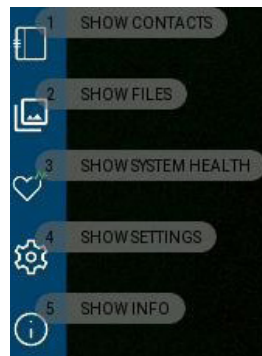 1 SHOW CONTACTS
2 SHOW FILES
3 SHOW SYSTEM HEALTH
4 SHOW SETTINGS
5 SHOW INFO